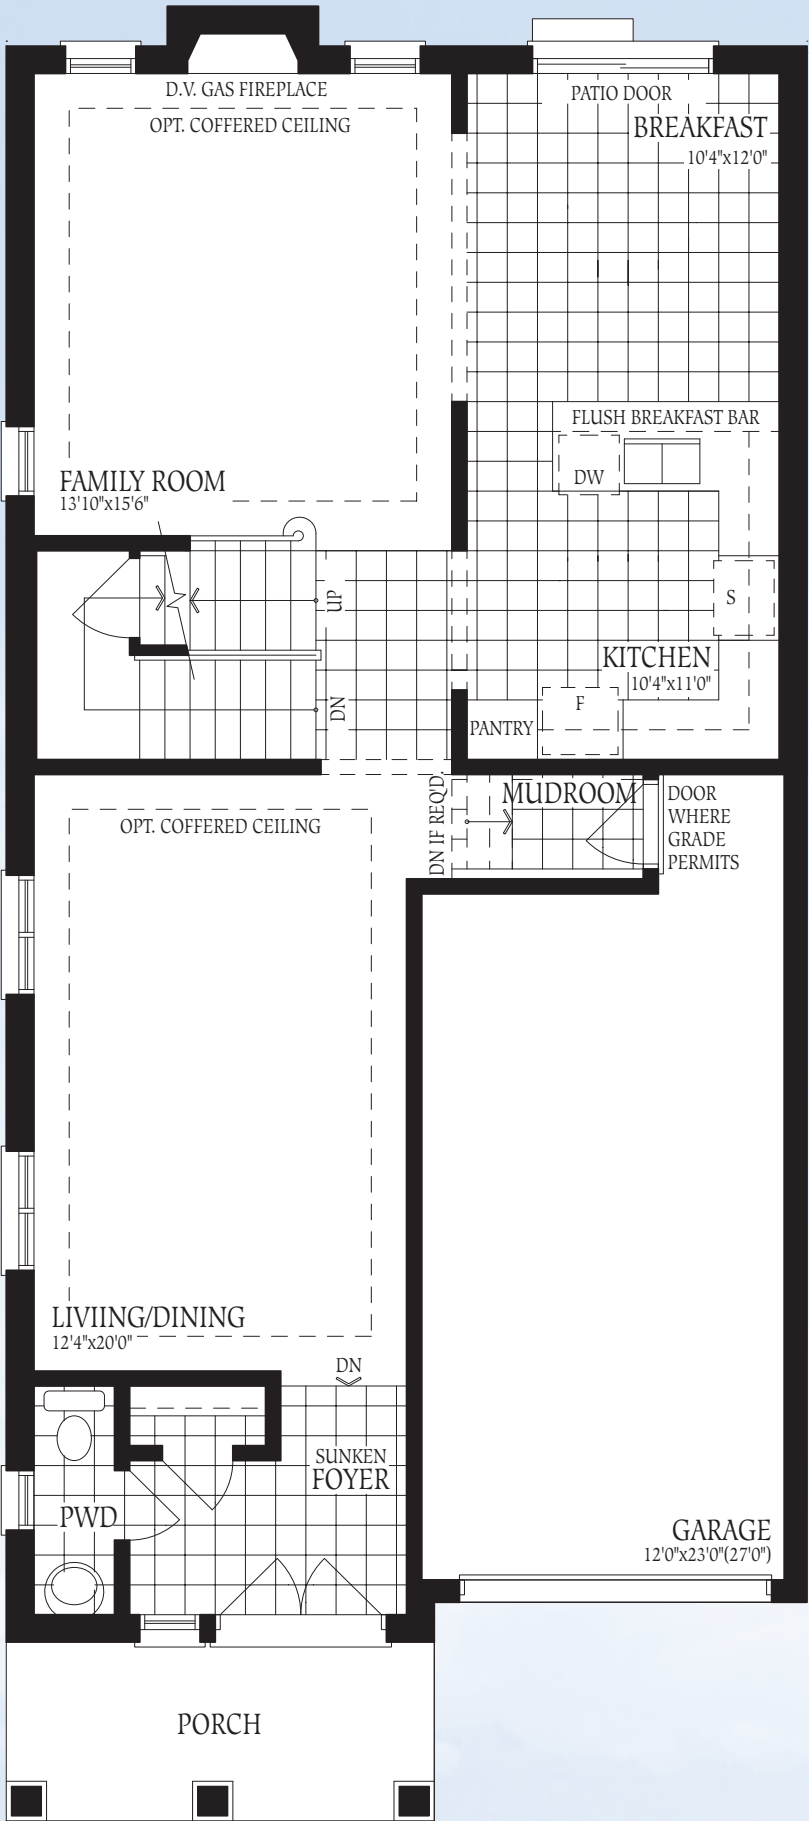 D.V. GAS FIREPLACE
OPT. COFFERED CEILING
PATIO DOOR
BREAKFAST
10'4"x12'0"
FLUSH BREAKFAST BAR
DW
FAMILY ROOM
13'10"x15'6"
UP
S
KITCHEN
10'4"x11'0"
DN
F
PANTRY
DN IF REQ'D.
MUDROOM
DOOR
WHERE
GRADE
PERMITS
OPT. COFFERED CEILING
LIVIING/DINING
12'4"x20'0"
DN
SUNKEN
FOYER
PWD
GARAGE
12'0"x23'0"(27'0")
PORCH